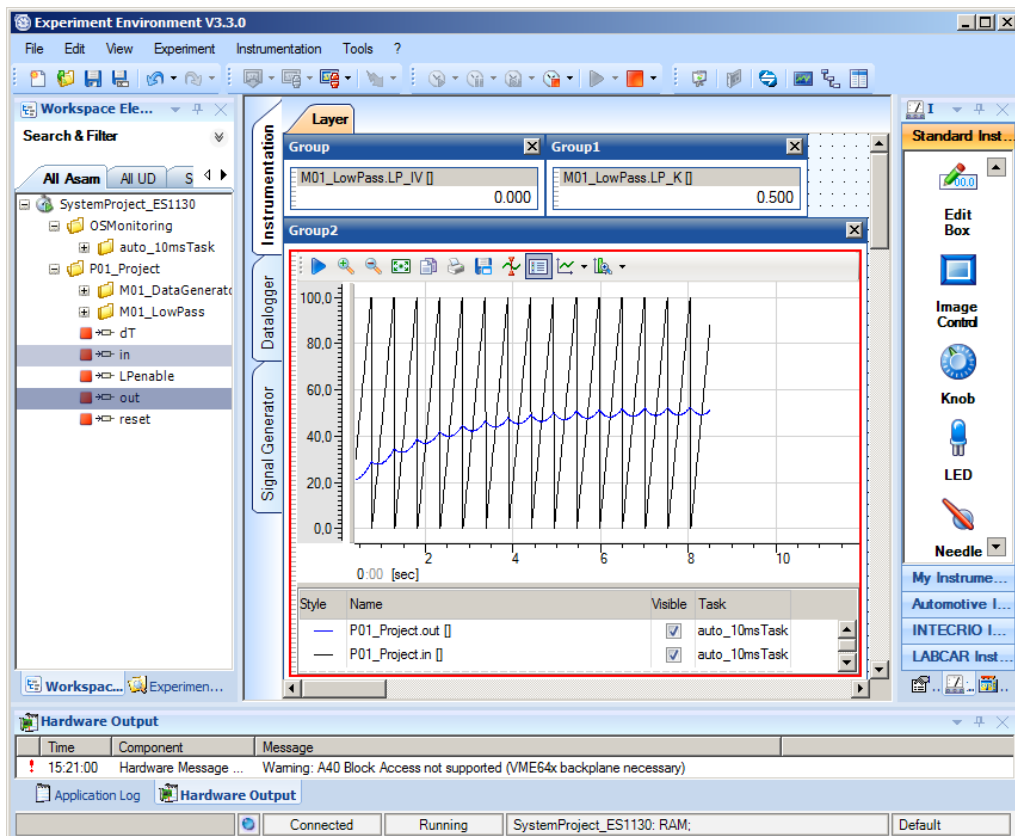 Experiment Environment V3.3.0
File Edit View Experiment Instrumentation Tools ?
Workspace Ele...
Search & Filter
All Asam All UD S
SystemProject_ES1130
OSMonitoring
auto_10msTask
P01_Project
M01_DataGenerato
M01_LowPass
dT
in
LPenable
out
reset
Workspac... Experimen...
Instrumentation
Datalogger
Signal Generator
Layer
Group
M01_LowPass.LP_IV []
0.000
Group1
M01_LowPass.LP_K []
0.500
Group2
100,0
80,0
60,0
40,0
20,0
0,0
2 4 6 8 10
0:00 [sec]
Style Name Visible Task
P01_Project.out [] auto_10msTask
P01_Project.in [] auto_10msTask
I
Standard Inst...
00.0
Edit
Box
Image
Control
Knob
LED
Needle
My Instrume...
Automotive I...
INTECRIO I...
LABCAR Inst...
Hardware Output
Time Component Message
! 15:21:00 Hardware Message ... Warning: A40 Block Access not supported (VME64x backplane necessary)
Application Log Hardware Output
Connected Running SystemProject_ES1130: RAM; Default